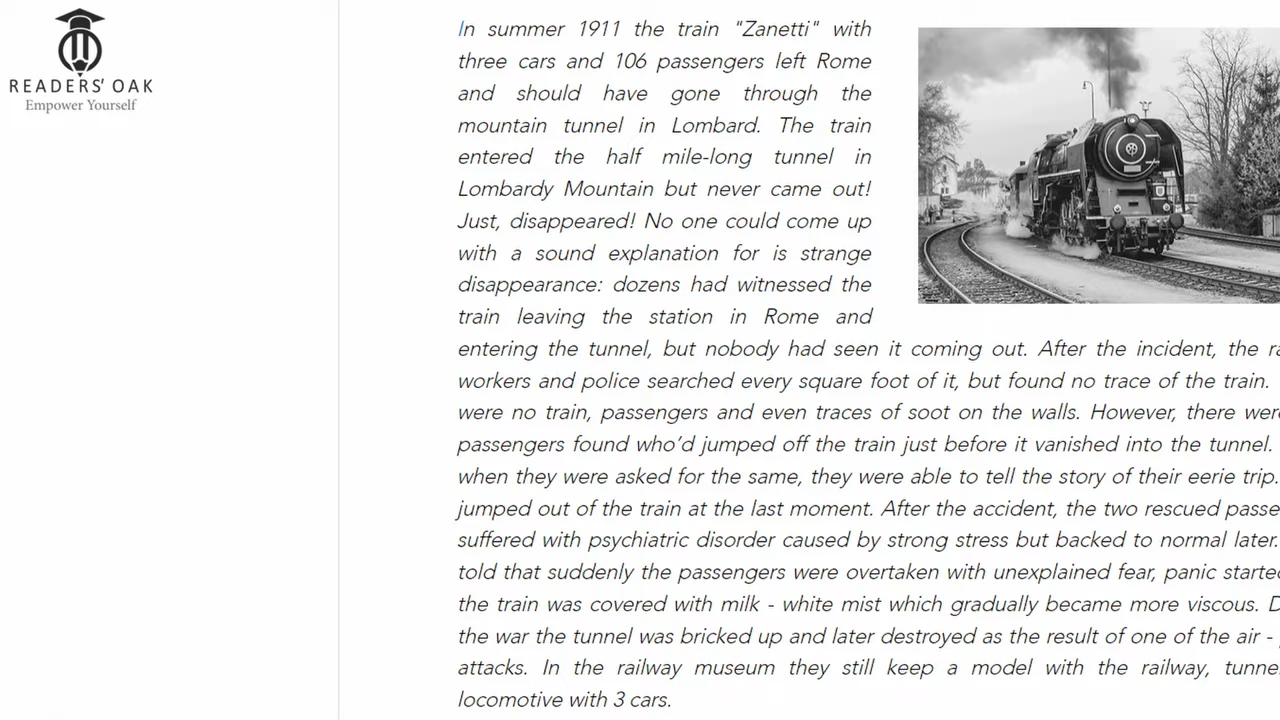 READERS' OAK
Empower Yourself
In summer 1911 the train "Zanetti" with
three cars and 106 passengers left Rome
and should have gone through the
mountain tunnel in Lombard. The train
entered the half mile-long tunnel in
Lombardy Mountain but never came out!
Just, disappeared! No one could come up
with a sound explanation for is strange
disappearance: dozens had witnessed the
train leaving the station in Rome and
entering the tunnel, but nobody had seen it coming out. After the incident, the
workers and police searched every square foot of it, but found no trace of the train.
were no train, passengers and even traces of soot on the walls. However, there
passengers found who'd jumped off the train just before it vanished into the tunnel.
when they were asked for the same, they were able to tell the story of their eerie trip.
jumped out of the train at the last moment. After the accident, the two rescued
suffered with psychiatric disorder caused by strong stress but backed to normal later.
told that suddenly the passengers were overtaken with unexplained fear, panic
the train was covered with milk - white mist which gradually became more viscous.
the war the tunnel was bricked up and later destroyed as the result of one of the air -
attacks. In the railway museum they still keep a model with the railway,
locomotive with 3 cars.